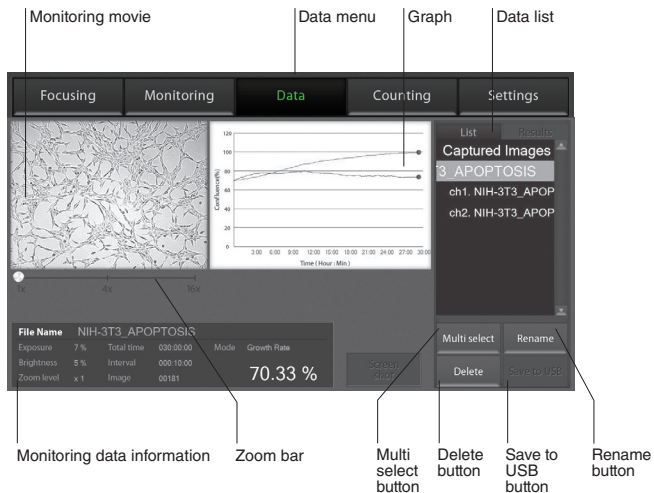 Monitoring movie
Data menu
Graph
Data list
Focusing
Monitoring
Data
Counting
Settings
120
100
80
60
40
20
0
Confluence(%)
3:00 6:00 9:00 12:00 15:00 18:00 21:00 24:00 27:00 30:00
Time ( Hour : Min )
List
Results
Captured Images
T3_APOPTOSIS
ch1. NIH-3T3_APOP
ch2. NIH-3T3_APOP
1x
4x
16x
File Name NIH-3T3_APOPTOSIS
Exposure 7 % Total time 030:00:00 Mode Growth Rate
Brightness 5 % Interval 000:10:00
Zoom level x 1 Image 00181
70.33 %
Screen shot
Multi select
Rename
Delete
Save to USB
Monitoring data information
Zoom bar
Multi
select
button
Delete
button
Save to
USB
button
Rename
button